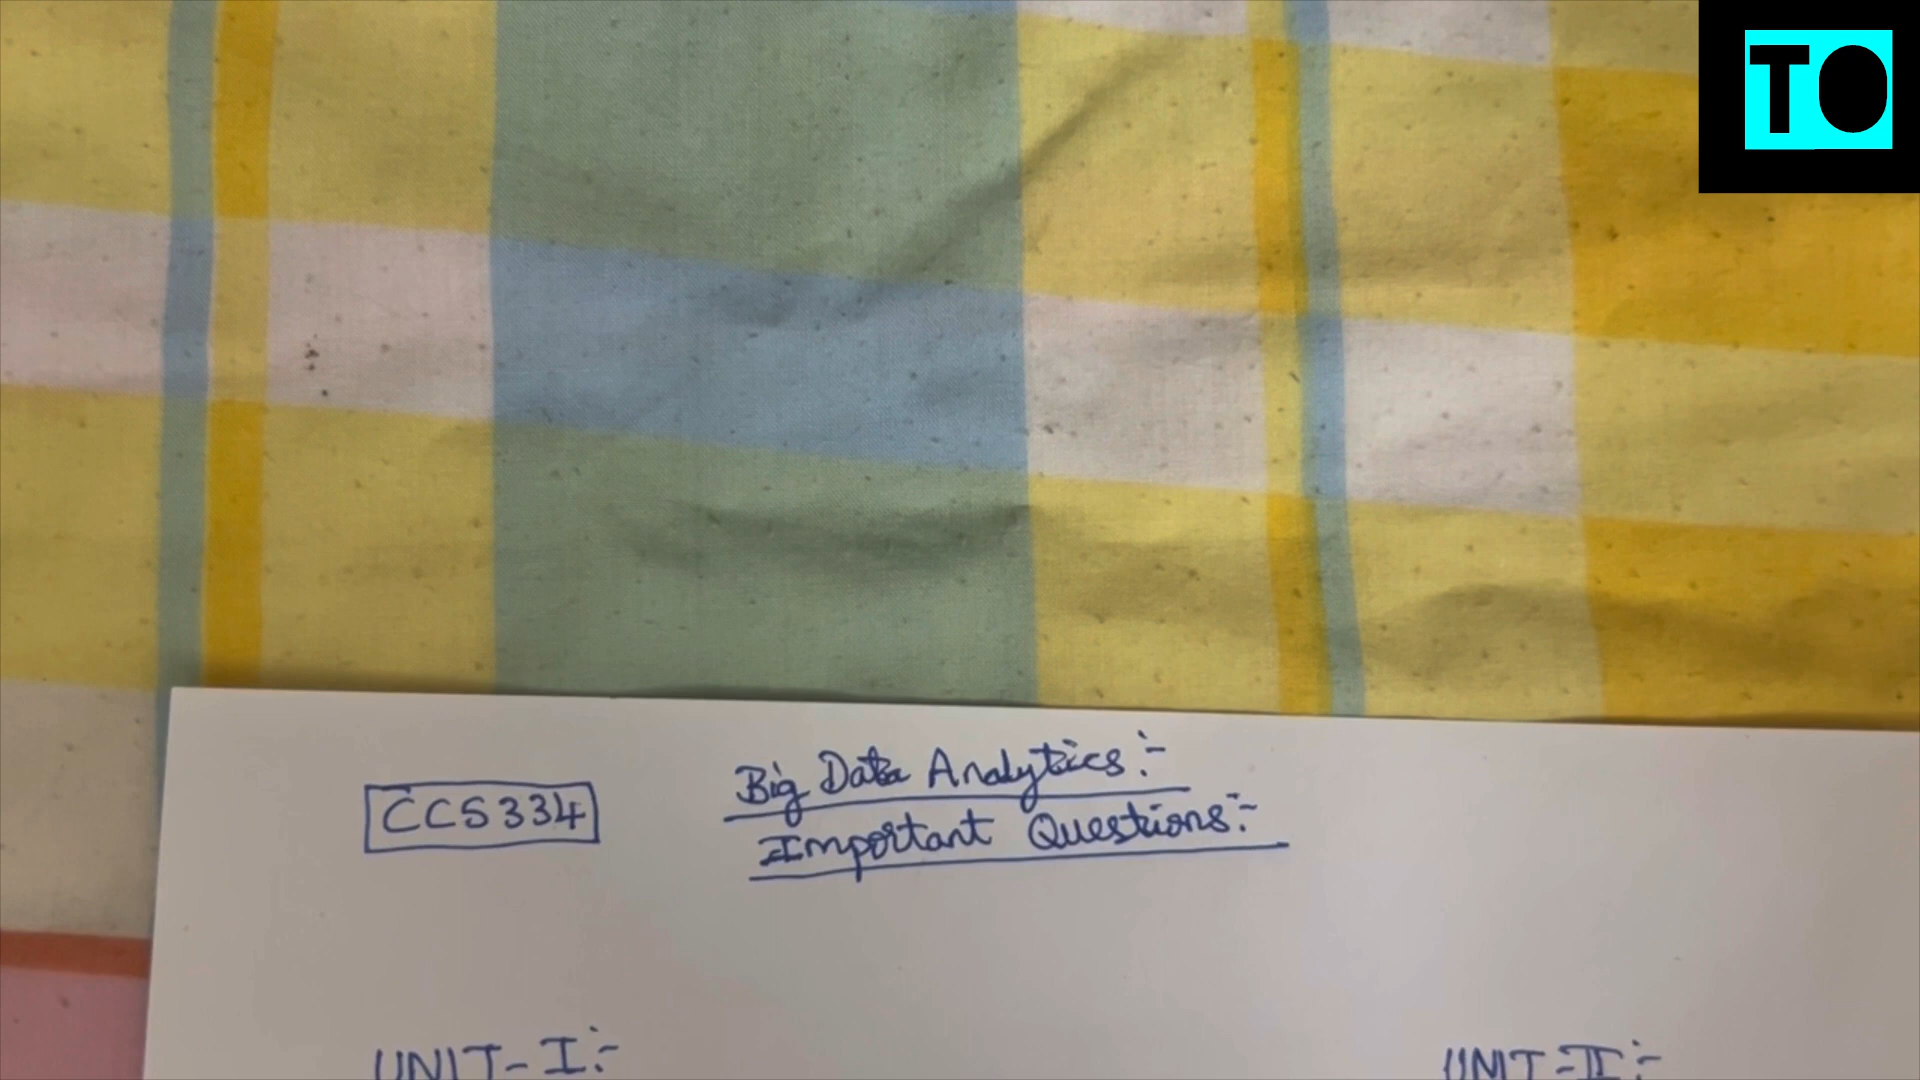 TO
CCS334
Big Data Analytics:-
Important Questions:-
UNIT-I:-
UNIT-II:-